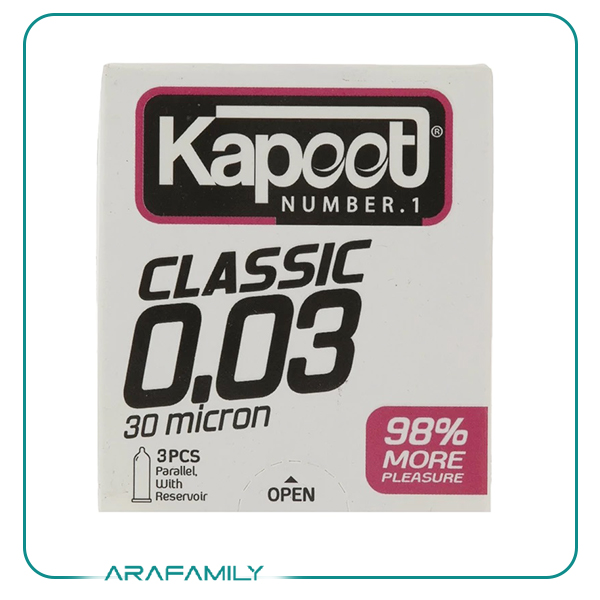 Kapoot®
NUMBER.1
CLASSIC
0.03
30 micron
3PCS
Parallel,
With
Reservoir
OPEN
98%
MORE
PLEASURE
ARAFAMILY